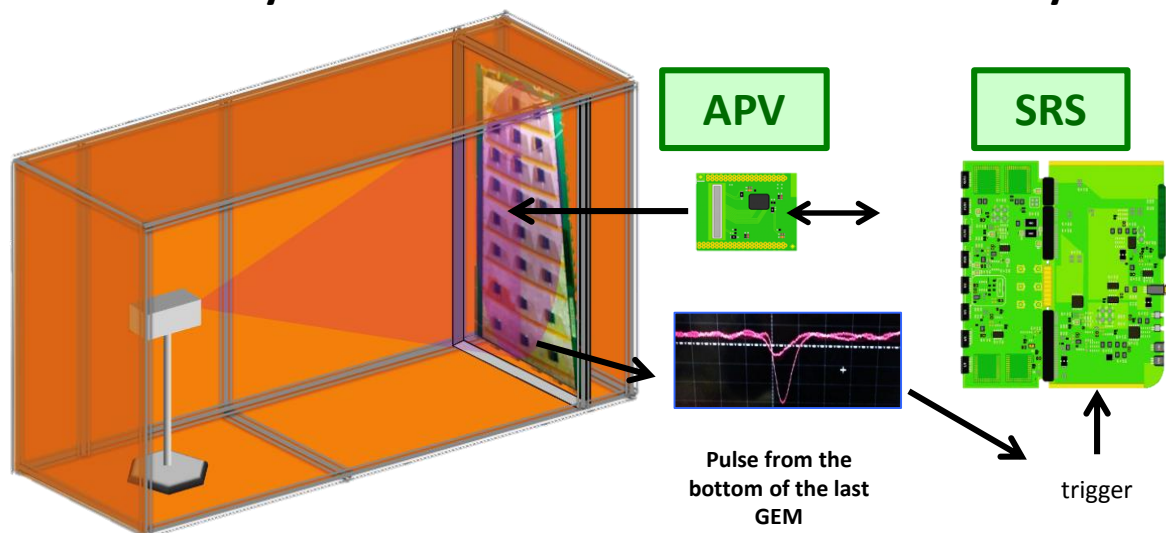 APV
SRS
Pulse from the
bottom of the last
GEM
trigger